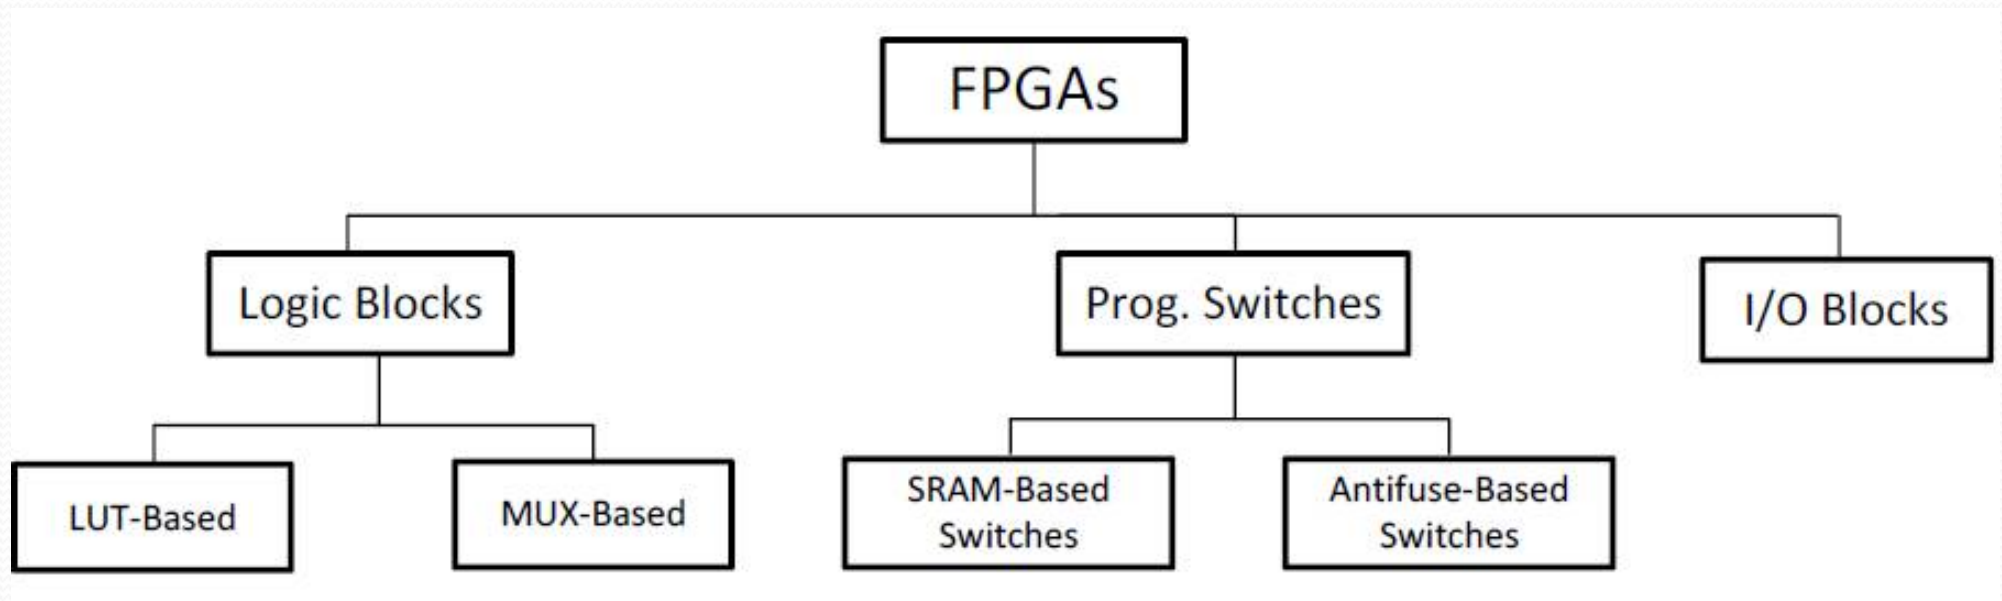 FPGAs
Logic Blocks
Prog. Switches
I/O Blocks
LUT-Based
MUX-Based
SRAM-Based
Switches
Antifuse-Based
Switches